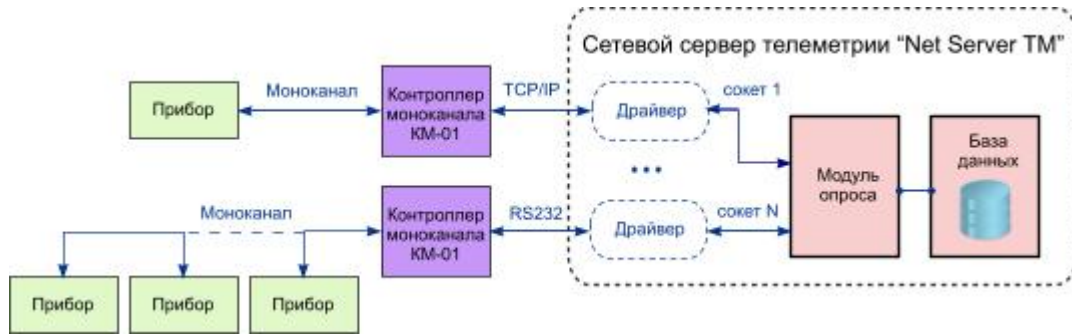 Сетевой сервер телеметрии “Net Server TM”
Прибор
Моноканал
Контроллер
моноканала
КМ-01
TCP/IP
Драйвер
сокет 1
Модуль
опроса
База
данных
Моноканал
Контроллер
моноканала
КМ-01
RS232
Драйвер
сокет N
Прибор
Прибор
Прибор